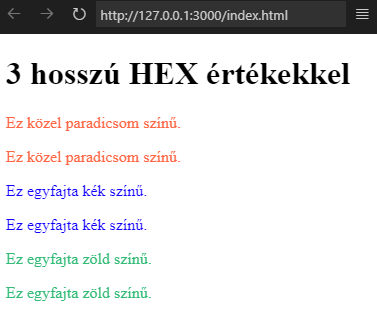 http://127.0.0.1:3000/index.html
3 hosszú HEX értékekkel
Ez közel paradicsom színű.
Ez közel paradicsom színű.
Ez egyfajta kék színű.
Ez egyfajta kék színű.
Ez egyfajta zöld színű.
Ez egyfajta zöld színű.